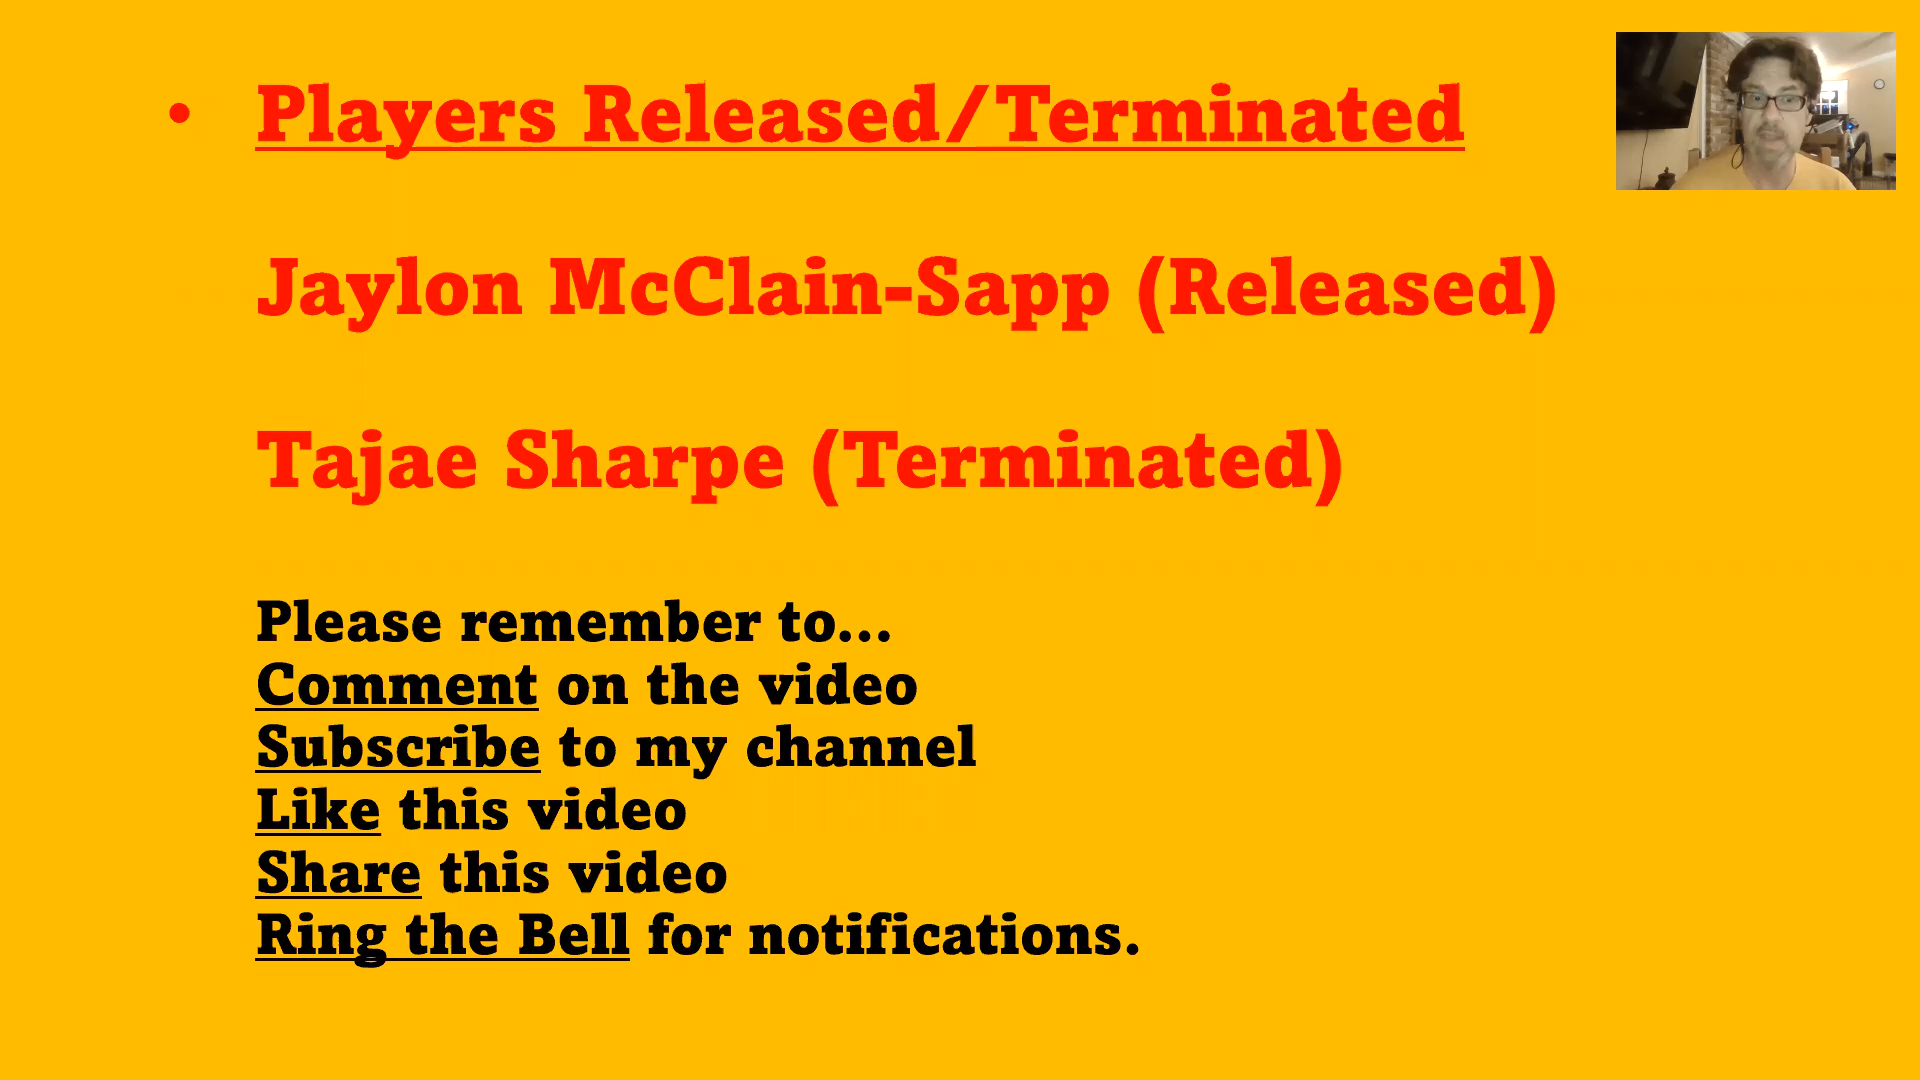 • Players Released/Terminated
Jaylon McClain-Sapp (Released)
Tajae Sharpe (Terminated)
Please remember to...
Comment on the video
Subscribe to my channel
Like this video
Share this video
Ring the Bell for notifications.